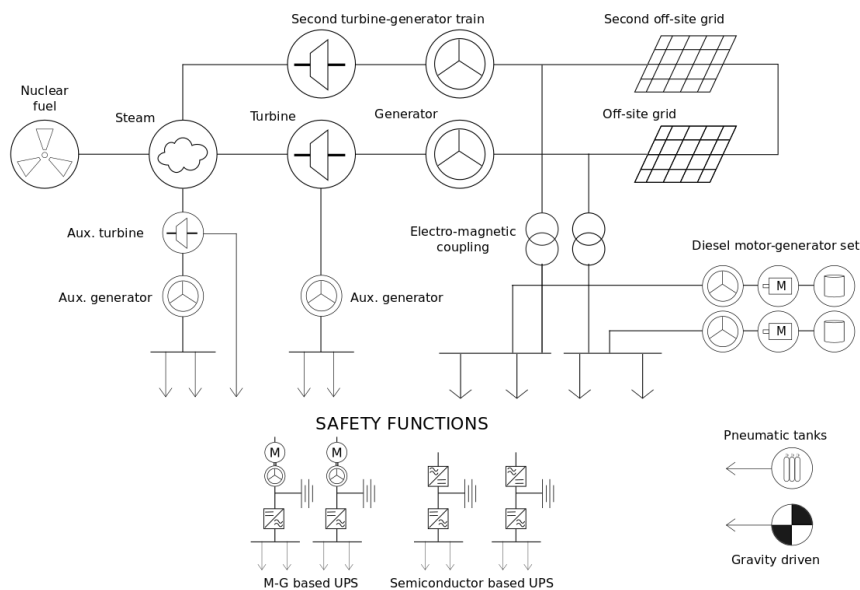 Second turbine-generator train
Second off-site grid
Nuclear
fuel
Steam
Turbine
Generator
Off-site grid
Aux. turbine
Electro-magnetic
coupling
Diesel motor-generator set
Aux. generator
Aux. generator
M
M
SAFETY FUNCTIONS
Pneumatic tanks
M
M
Gravity driven
M-G based UPS
Semiconductor based UPS